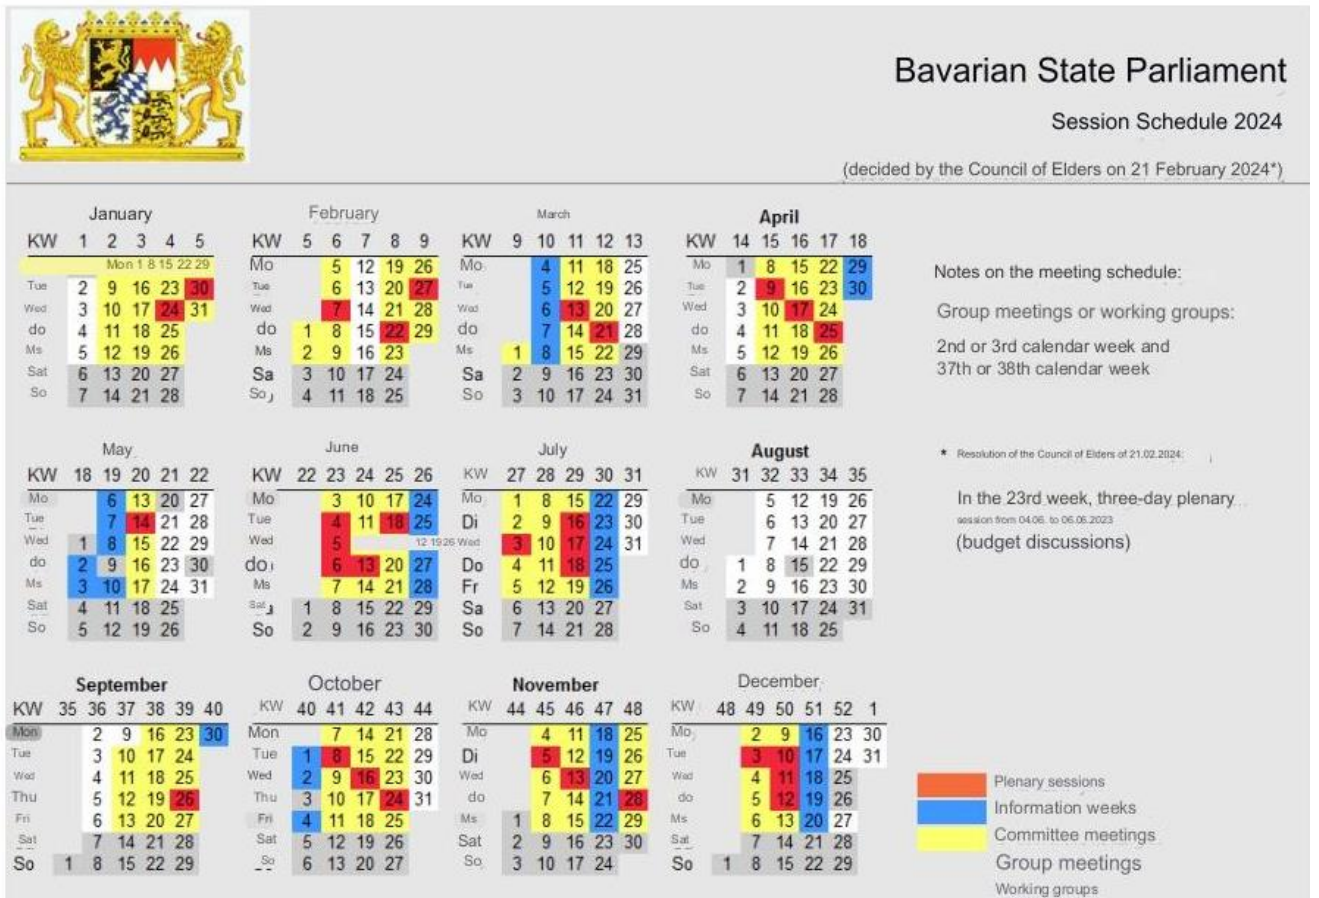 Bavarian State Parliament
Session Schedule 2024
(decided by the Council of Elders on 21 February 2024*)
January
KW 1 2 3 4 5
Mon 1 8 15 22 29
Tue 2 9 16 23 30
Wed 3 10 17 24 31
do 4 11 18 25
Ms 5 12 19 26
Sat 6 13 20 27
So 7 14 21 28
February
KW 5 6 7 8 9
Mo 5 12 19 26
Tue 6 13 20 27
Wed 7 14 21 28
do 1 8 15 22 29
Ms 2 9 16 23
Sa 3 10 17 24
So 4 11 18 25
March
KW 9 10 11 12 13
Mo 4 11 18 25
Tue 5 12 19 26
Wed 6 13 20 27
do 7 14 21 28
Ms 1 8 15 22 29
Sa 2 9 16 23 30
So 3 10 17 24 31
April
KW 14 15 16 17 18
Mo 1 8 15 22 29
Tue 2 9 16 23 30
Wed 3 10 17 24
do 4 11 18 25
Ms 5 12 19 26
Sat 6 13 20 27
So 7 14 21 28
Notes on the meeting schedule:
Group meetings or working groups:
2nd or 3rd calendar week and
37th or 38th calendar week
May
KW 18 19 20 21 22
Mo 6 13 20 27
Tue 7 14 21 28
Wed 1 8 15 22 29
do 2 9 16 23 30
Ms 3 10 17 24 31
Sat 4 11 18 25
So 5 12 19 26
June
KW 22 23 24 25 26
Mo 3 10 17 24
Tue 4 11 18 25
Wed 5 12 19 26
do 6 13 20 27
Ms 7 14 21 28
Sat 1 8 15 22 29
So 2 9 16 23 30
July
KW 27 28 29 30 31
Mo 1 8 15 22 29
Di 2 9 16 23 30
Wed 3 10 17 24 31
Do 4 11 18 25
Fr 5 12 19 26
Sa 6 13 20 27
So 7 14 21 28
August
KW 31 32 33 34 35
Mo 5 12 19 26
Tue 6 13 20 27
Wed 7 14 21 28
do 1 8 15 22 29
Ms 2 9 16 23 30
Sat 3 10 17 24 31
So 4 11 18 25
* Resolution of the Council of Elders of 21.02.2024:
In the 23rd week, three-day plenary
session from 04.06. to 06.06.2023
(budget discussions)
September
KW 35 36 37 38 39 40
Mon 2 9 16 23 30
Tue 3 10 17 24
Wed 4 11 18 25
Thu 5 12 19 26
Fri 6 13 20 27
Sat 7 14 21 28
So 1 8 15 22 29
October
KW 40 41 42 43 44
Mon 7 14 21 28
Tue 1 8 15 22 29
Wed 2 9 16 23 30
Thu 3 10 17 24 31
Fri 4 11 18 25
Sat 5 12 19 26
So 6 13 20 27
November
KW 44 45 46 47 48
Mo 4 11 18 25
Di 5 12 19 26
Wed 6 13 20 27
do 7 14 21 28
Ms 1 8 15 22 29
Sat 2 9 16 23 30
So 3 10 17 24
December
KW 48 49 50 51 52 1
Mo 2 9 16 23 30
Tue 3 10 17 24 31
Wed 4 11 18 25
do 5 12 19 26
Ms 6 13 20 27
Sat 7 14 21 28
So 1 8 15 22 29
Plenary sessions
Information weeks
Committee meetings
Group meetings
Working groups